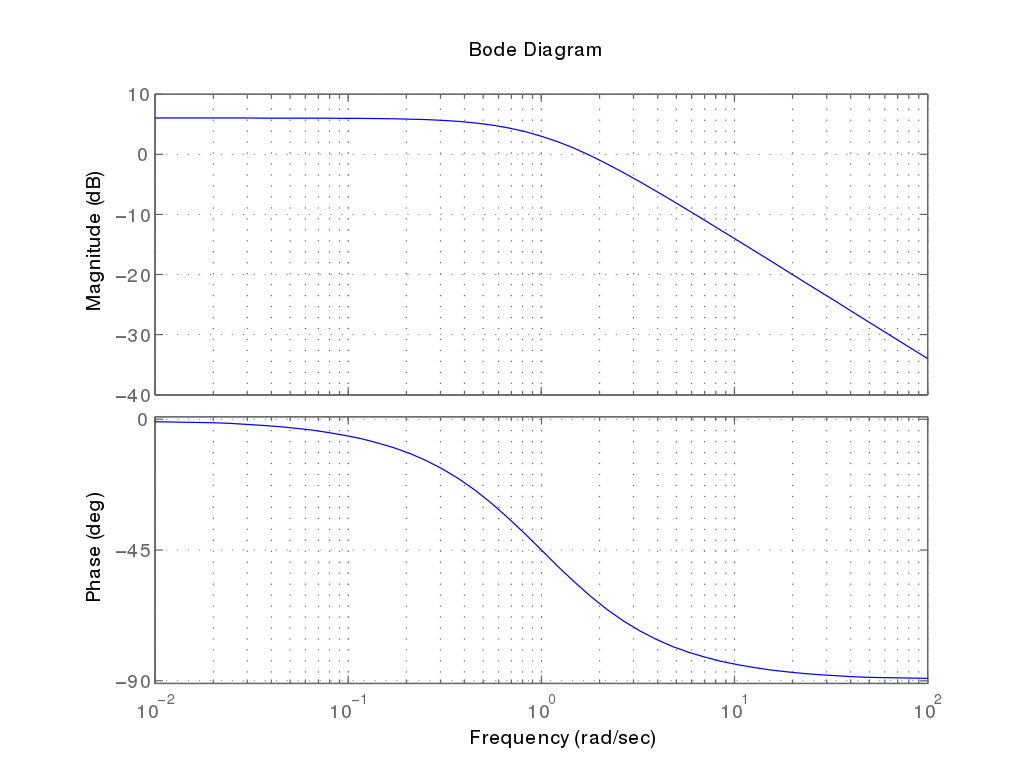 Bode Diagram
Magnitude (dB)
10
0
−10
−20
−30
−40
Phase (deg)
0
−45
−90
10^−2 10^−1 10^0 10^1 10^2
Frequency (rad/sec)